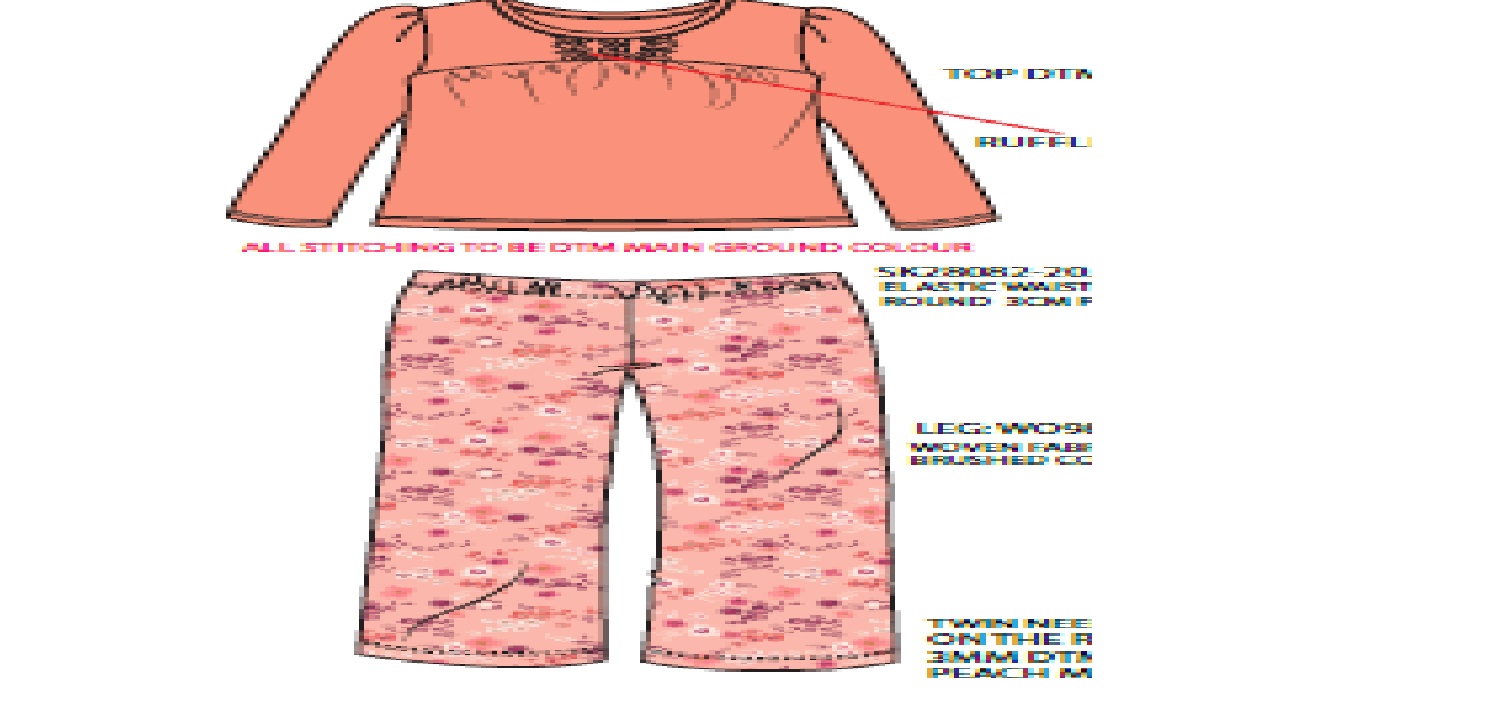 TOP DTM
RUFFL
ALL STITCHING TO BE DTM MAIN GROUND COLOUR
SK28082-20
ELASTIC WAIST
ROUND 3CM F
LEG: WOS
WOVEN FABR
BRUSHED CO
TWIN NEE
ON THE R
3MM DTM
PEACH M